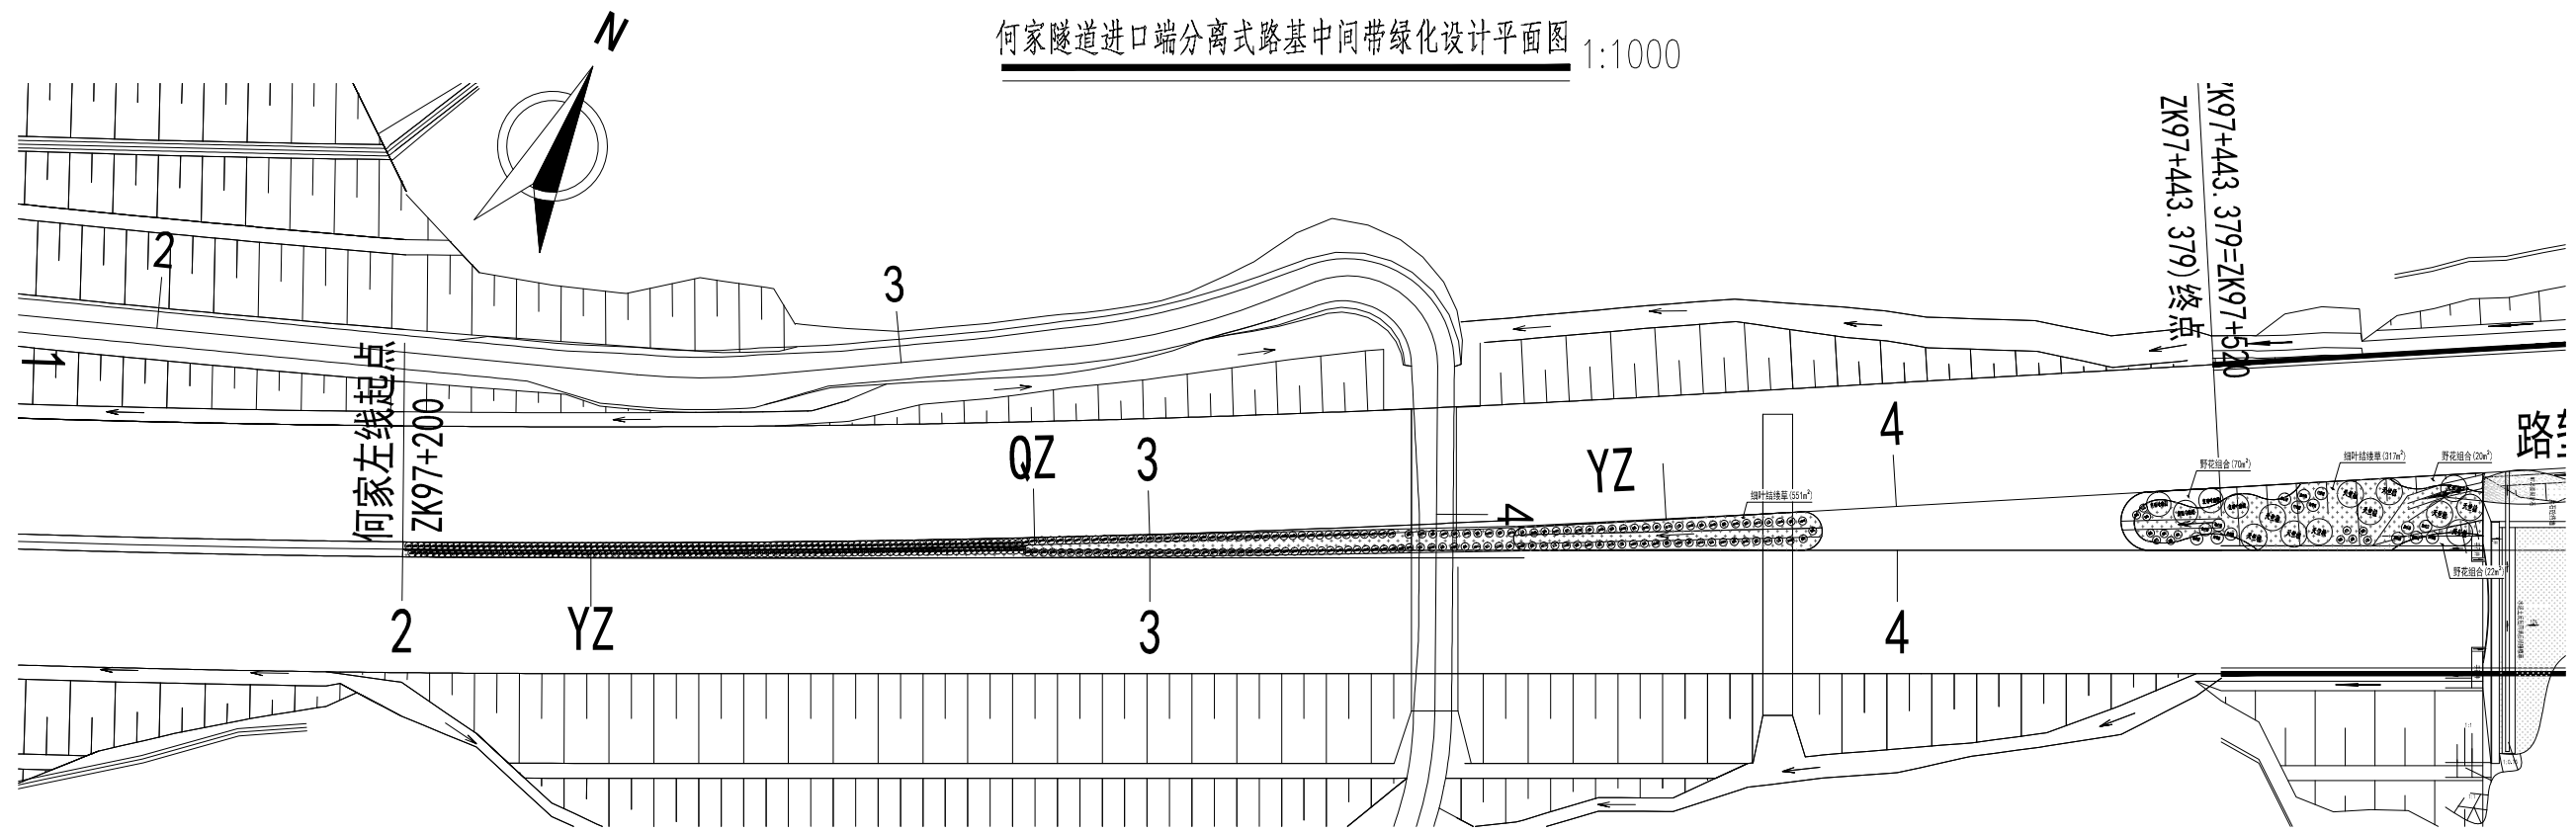 何家隧道进口端分离式路基中间带绿化设计平面图 1:1000
N
ZK97+443.379=ZK97+520
ZK97+443.379)终点
2
3
1
何家左线起点
ZK97+200
QZ
3
YZ
4
4
细叶结缕草(551m²)
野花组合(70m²)
细叶结缕草(317m²)
野花组合(20m²)
野花组合(22m²)
2
YZ
3
4